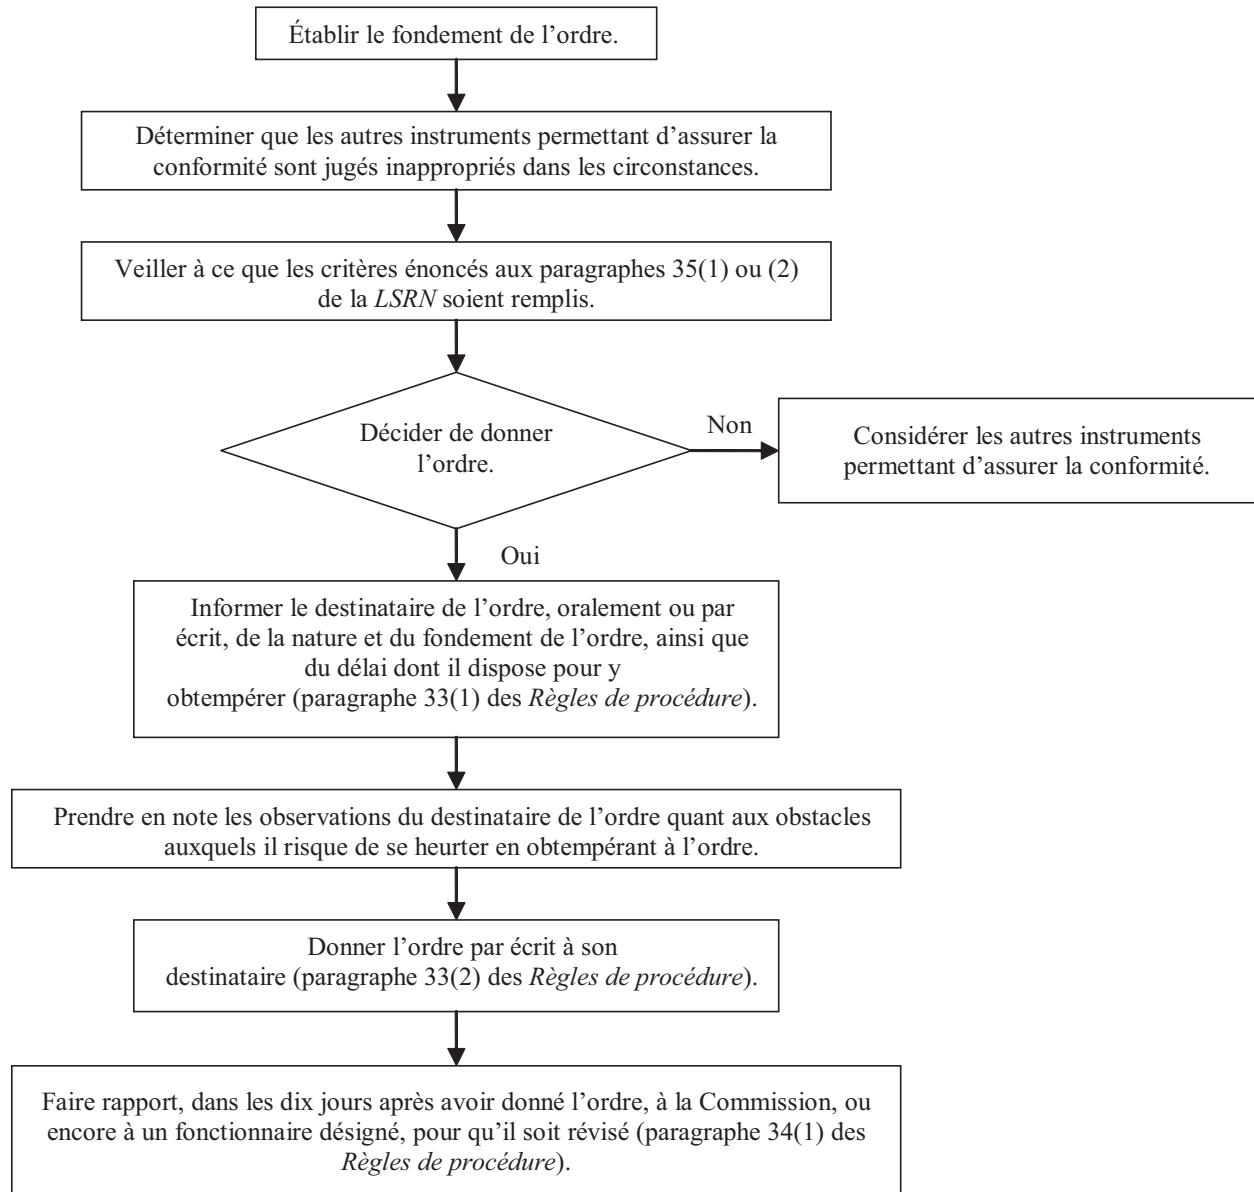 Établir le fondement de l’ordre.
Déterminer que les autres instruments permettant d’assurer la
conformité sont jugés inappropriés dans les circonstances.
Veiller à ce que les critères énoncés aux paragraphes 35(1) ou (2)
de la LSRN soient remplis.
Décider de donner
l’ordre.
Non
Considérer les autres instruments
permettant d’assurer la conformité.
Oui
Informer le destinataire de l’ordre, oralement ou par
écrit, de la nature et du fondement de l’ordre, ainsi que
du délai dont il dispose pour y
obtempérer (paragraphe 33(1) des Règles de procédure).
Prendre en note les observations du destinataire de l’ordre quant aux obstacles
auxquels il risque de se heurter en obtempérant à l’ordre.
Donner l’ordre par écrit à son
destinataire (paragraphe 33(2) des Règles de procédure).
Faire rapport, dans les dix jours après avoir donné l’ordre, à la Commission, ou
encore à un fonctionnaire désigné, pour qu’il soit révisé (paragraphe 34(1) des
Règles de procédure).